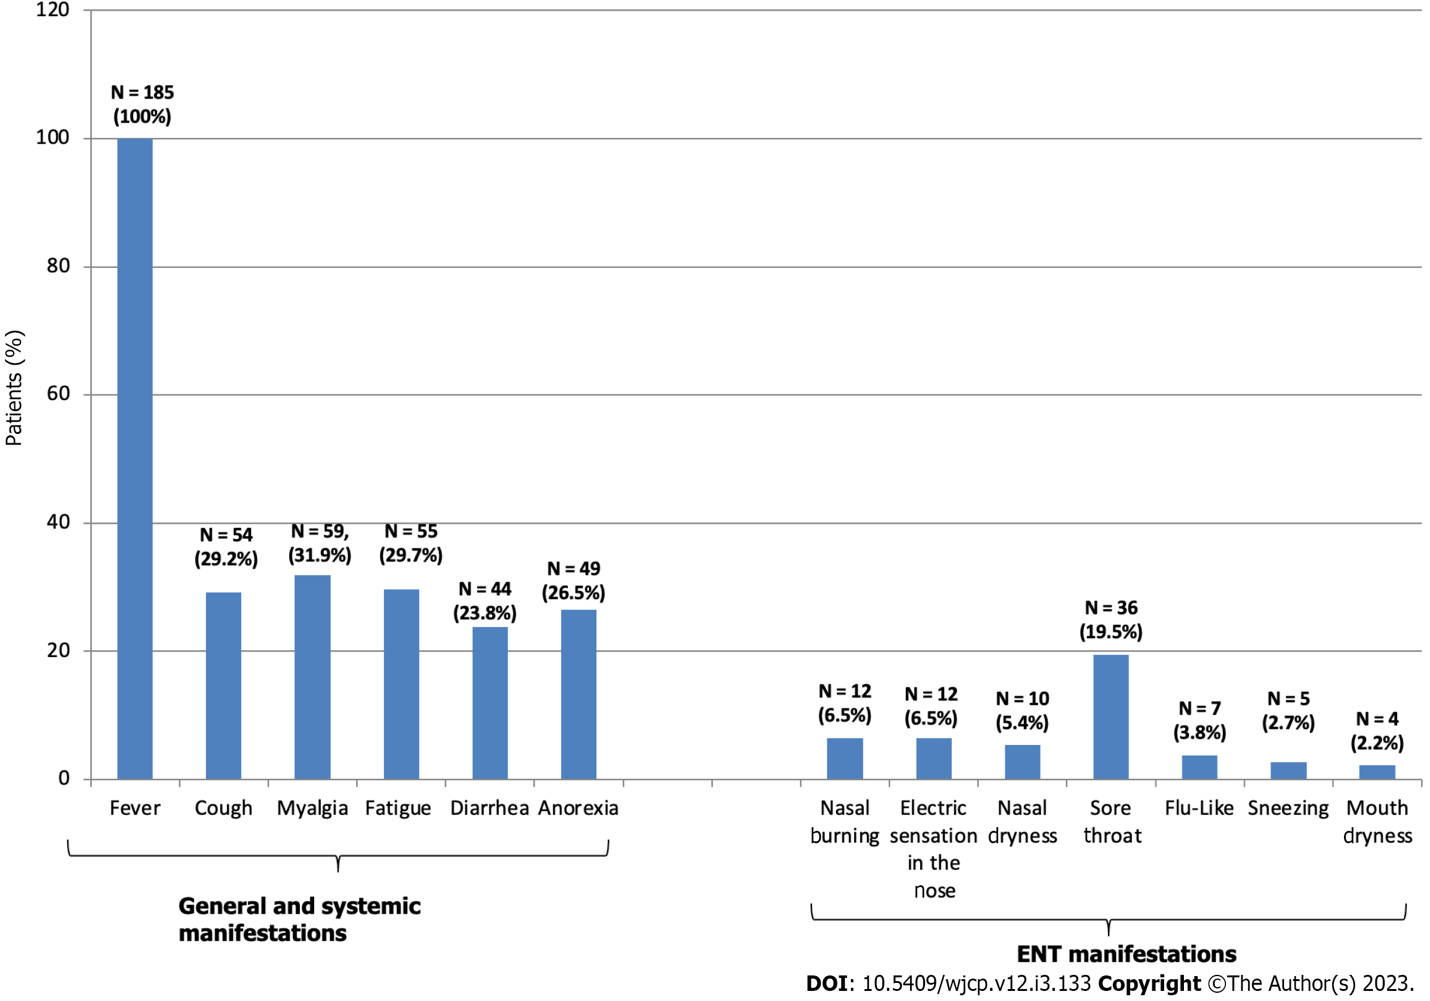 120
100
80
60
40
20
0
Patients (%)
N = 185
(100%)
N = 54
(29.2%)
N = 59,
(31.9%)
N = 55
(29.7%)
N = 44
(23.8%)
N = 49
(26.5%)
N = 12
(6.5%)
N = 12
(6.5%)
N = 10
(5.4%)
N = 36
(19.5%)
N = 7
(3.8%)
N = 5
(2.7%)
N = 4
(2.2%)
Fever
Cough
Myalgia
Fatigue
Diarrhea
Anorexia
Nasal
burning
Electric
sensation
in the
nose
Nasal
dryness
Sore
throat
Flu-Like
Sneezing
Mouth
dryness
General and systemic
manifestations
ENT manifestations
DOI: 10.5409/wjcp.v12.i3.133 Copyright ©The Author(s) 2023.